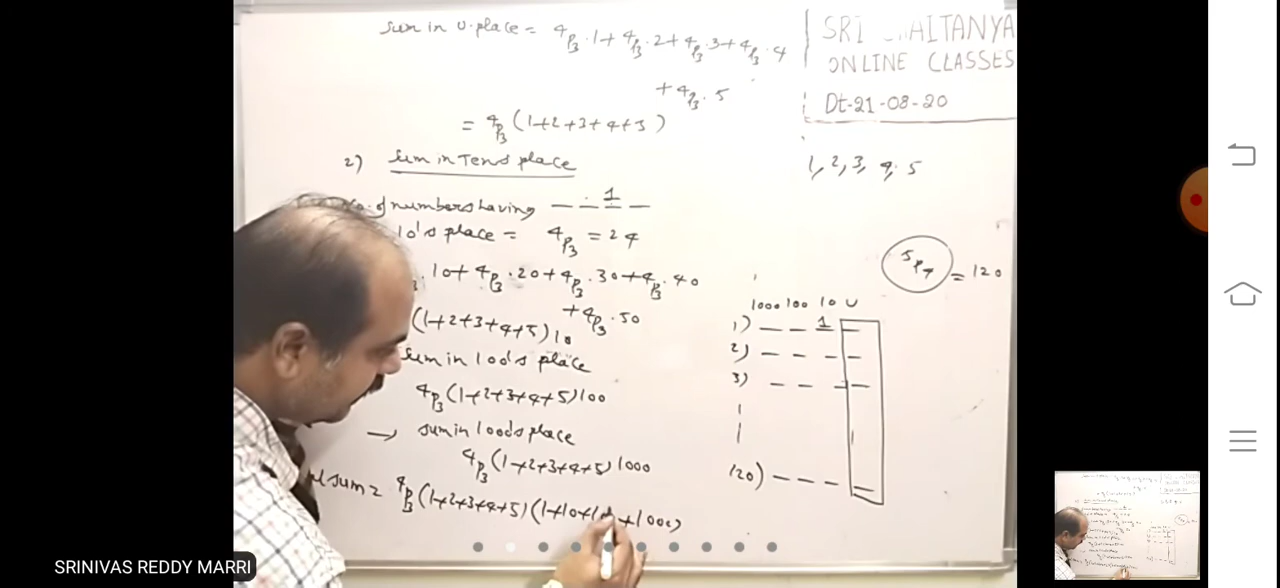 sum in U.place = 4p3.1+4p3.2+4p3.3+4p3.4
+4p3.5
= 4p3(1+2+3+4+5)
2) sum in Tens place
of numbers having _ _ 1 _
10's place = 4p3 = 24
.10+4p3.20+4p3.30+4p3.40
+4p3.50
(1+2+3+4+5)10
sum in 100's place
4p3(1+2+3+4+5)100
→ sum in 1000's place
4p3(1+2+3+4+5)1000
sum = 4p3(1+2+3+4+5)(1+10+ +1000)
SRI CHAITANYA
ONLINE CLASSES
Dt-21-08-20
1, 2, 3, 4, 5
5p4 = 120
1000 100 10 U
1) _ _ 1 _
2) _ _ _ _
3) _ _ _ _
120) _ _ _ _
SRINIVAS REDDY MARRI